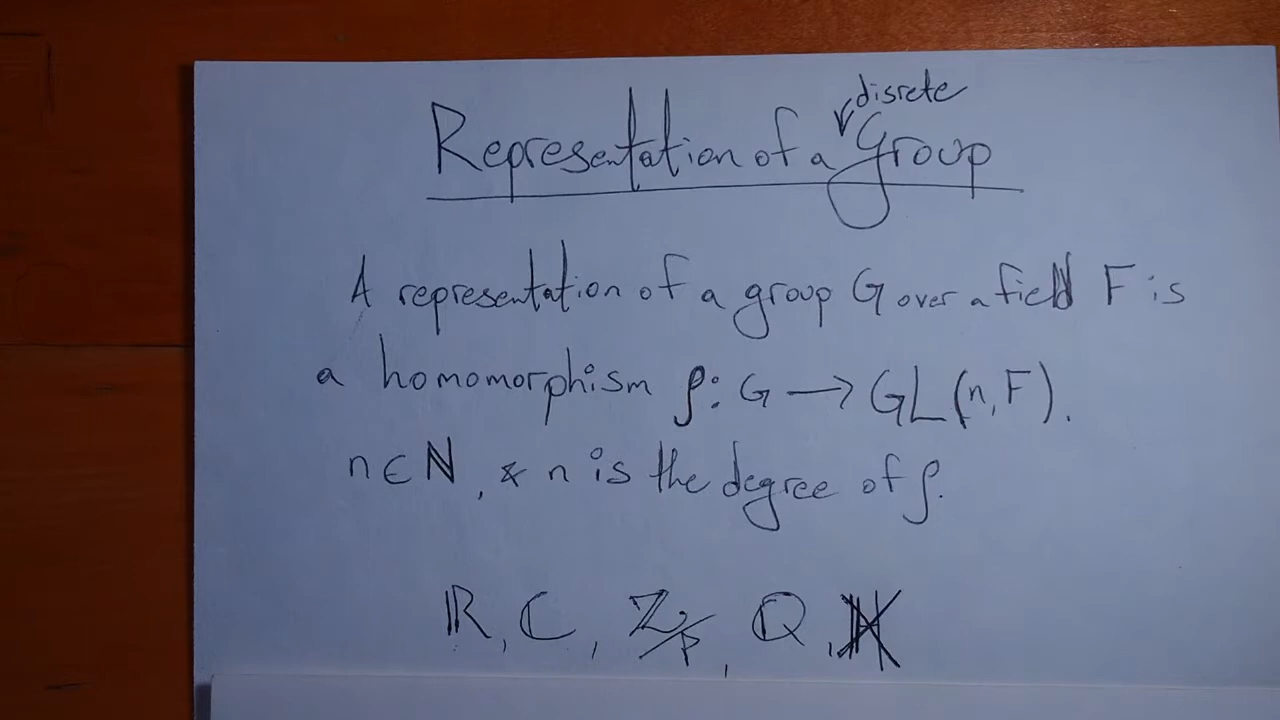 disrete
Representation of a Group
A representation of a group G over a field F is
a homomorphism ρ: G → GL(n, F).
n ∈ ℕ, & n is the degree of ρ.
ℝ, ℂ, ℤ/p, ℚ,